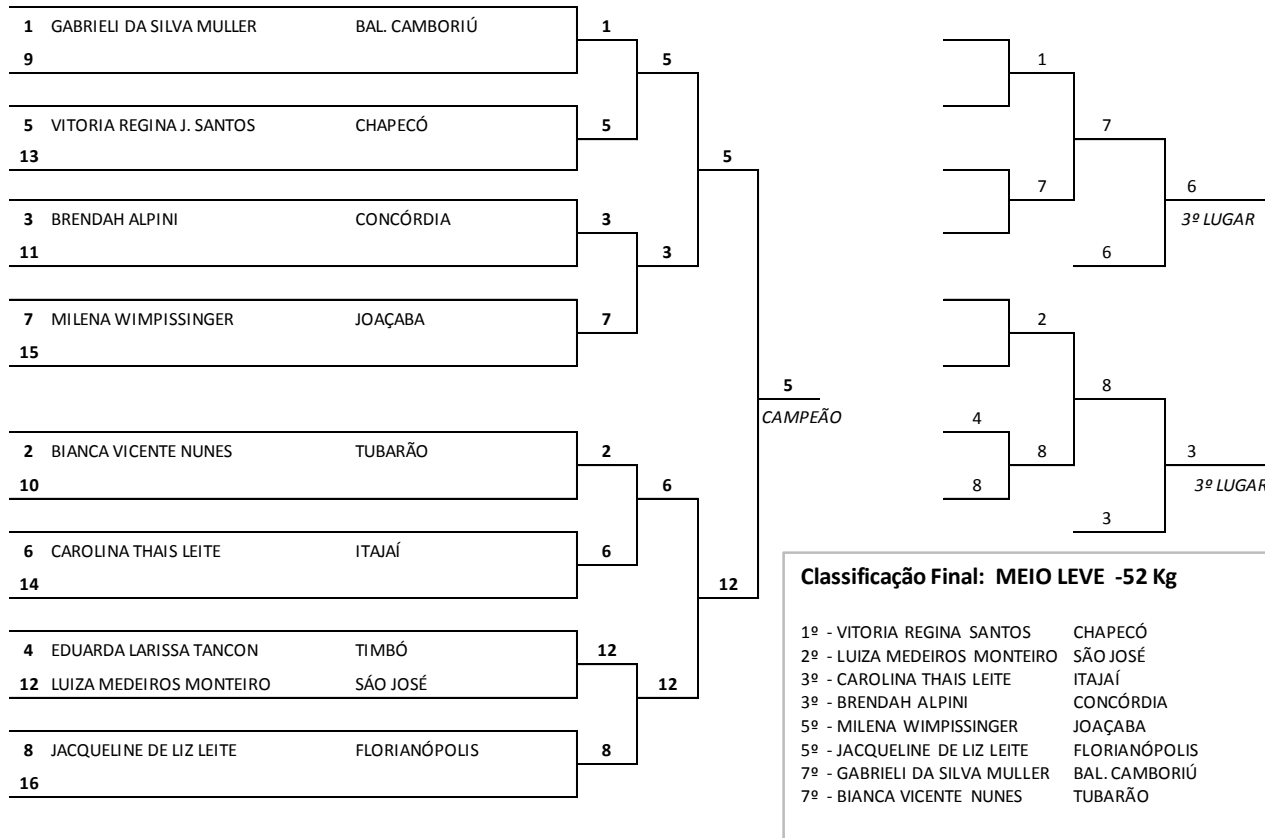 1 GABRIELI DA SILVA MULLER BAL. CAMBORIÚ 1
9 5 1
5 VITORIA REGINA J. SANTOS CHAPECÓ 5 7
13 5
7 6
3 BRENDAH ALPINI CONCÓRDIA 3 3º LUGAR
11 3 6
7 MILENA WIMPISSINGER JOAÇABA 7 2
15
5 8
CAMPEÃO 4
2 BIANCA VICENTE NUNES TUBARÃO 2 8 3
10 6 8 3º LUGAR
3
6 CAROLINA THAIS LEITE ITAJAÍ 6
14 12
4 EDUARDA LARISSA TANCON TIMBÓ 12
12 LUIZA MEDEIROS MONTEIRO SÁO JOSÉ 12
8 JACQUELINE DE LIZ LEITE FLORIANÓPOLIS 8
16
Classificação Final: MEIO LEVE -52 Kg
1º - VITORIA REGINA SANTOS CHAPECÓ
2º - LUIZA MEDEIROS MONTEIRO SÃO JOSÉ
3º - CAROLINA THAIS LEITE ITAJAÍ
3º - BRENDAH ALPINI CONCÓRDIA
5º - MILENA WIMPISSINGER JOAÇABA
5º - JACQUELINE DE LIZ LEITE FLORIANÓPOLIS
7º - GABRIELI DA SILVA MULLER BAL. CAMBORIÚ
7º - BIANCA VICENTE NUNES TUBARÃO